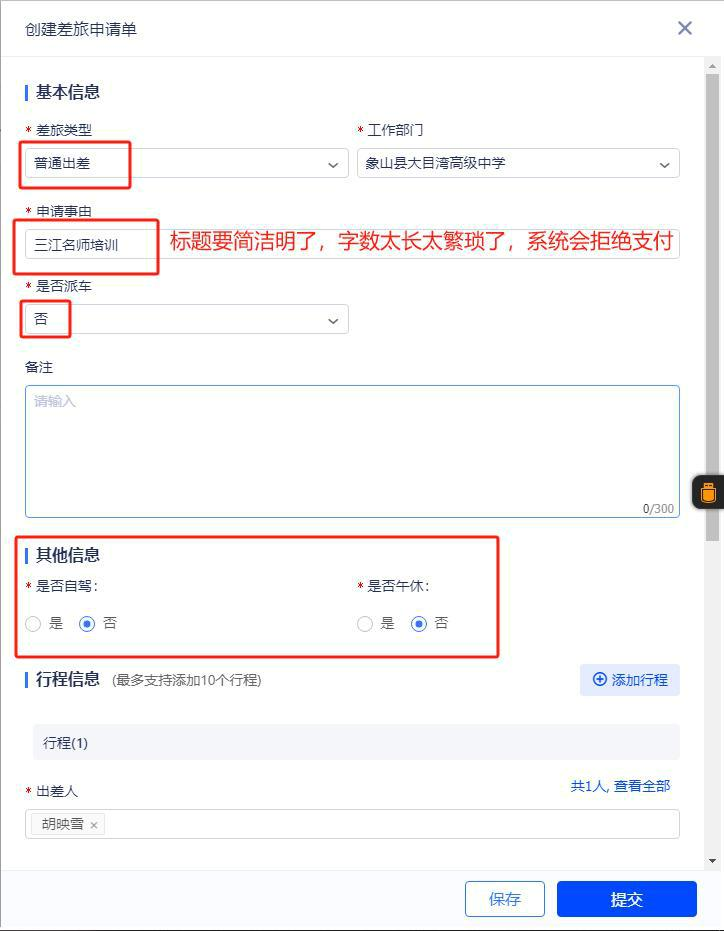 创建差旅申请单
基本信息
* 差旅类型
* 工作部门
普通出差
象山县大目湾高级中学
* 申请事由
三江名师培训
标题要简洁明了，字数太长太繁琐了，系统会拒绝支付
* 是否派车
否
备注
请输入
0/300
其他信息
* 是否自驾：
* 是否午休：
是 否
是 否
行程信息 (最多支持添加10个行程)
添加行程
行程(1)
* 出差人
共1人, 查看全部
胡映雪 ×
保存
提交